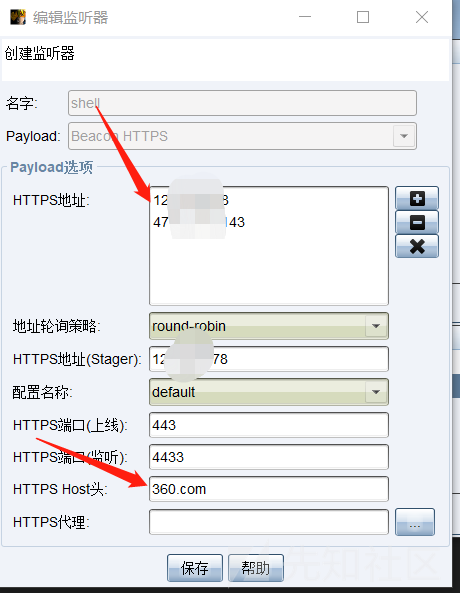 编辑监听器
创建监听器
名字: shell
Payload: Beacon HTTPS
Payload选项
HTTPS地址: 12 8
47 143
地址轮询策略: round-robin
HTTPS地址(Stager): 12 78
配置名称: default
HTTPS端口(上线): 443
HTTPS端口(监听): 4433
HTTPS Host头: 360.com
HTTPS代理: ...
保存 帮助
先知社区